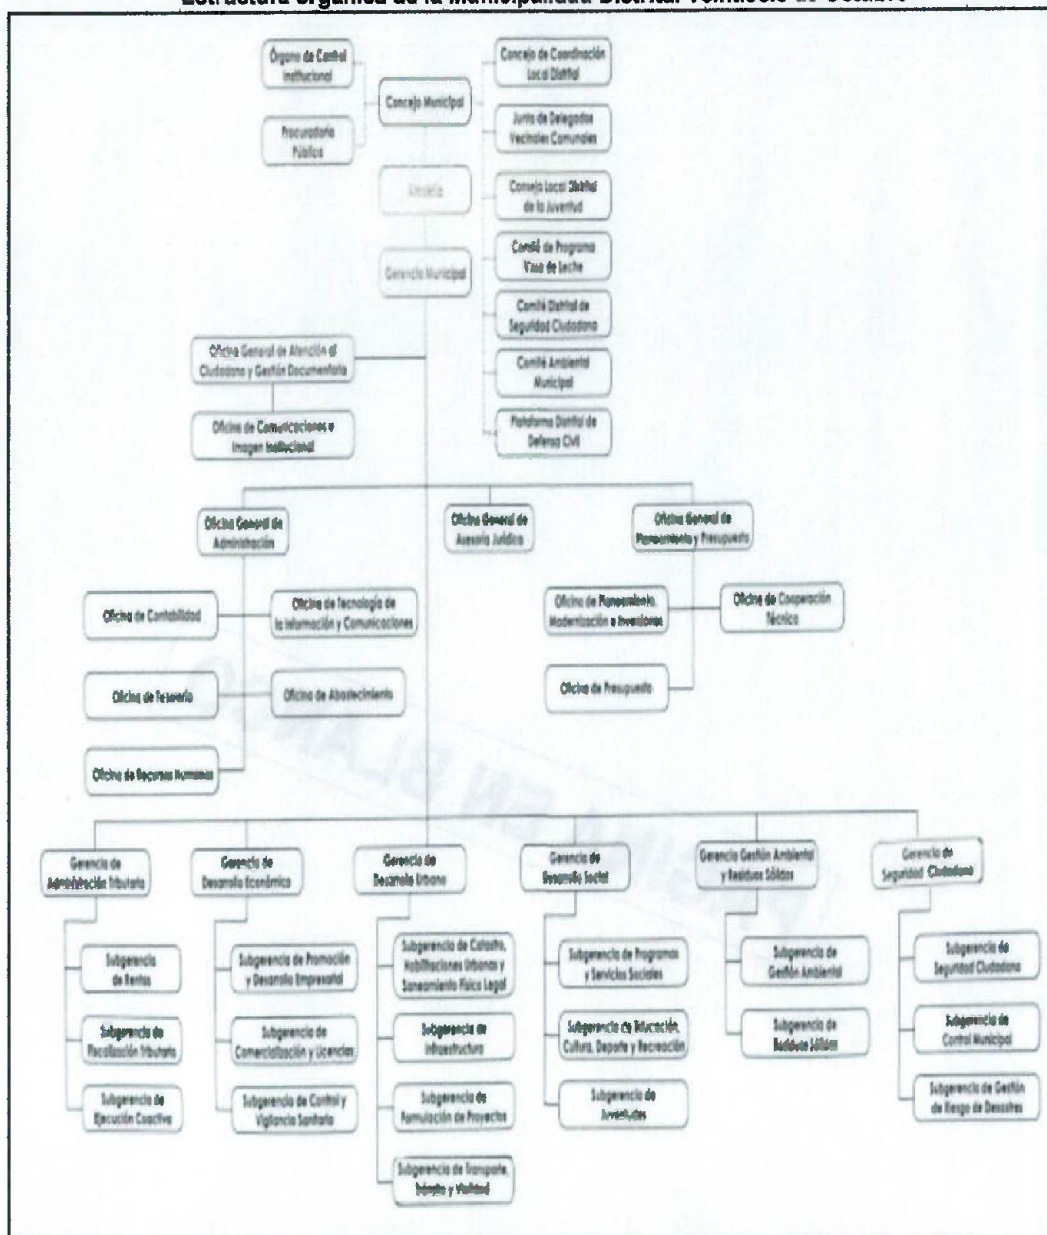 Estructura orgánica de la Municipalidad Distrital Veintiséis de Octubre
Órgano de Control
Institucional
Procuraduría
Pública
Concejo Municipal
Alcaldía
Gerencia Municipal
Concejo de Coordinación
Local Distrital
Junta de Delegados
Vecinales Comunales
Consejo Local Distrital
de la Juventud
Comité de Programa
Vaso de Leche
Comité Distrital de
Seguridad Ciudadana
Comité Ambiental
Municipal
Plataforma Distrital de
Defensa Civil
Oficina General de Atención al
Ciudadano y Gestión Documentaria
Oficina de Comunicaciones e
Imagen Institucional
Oficina General de
Administración
Oficina General de
Asesoría Jurídica
Oficina General de
Planeamiento y Presupuesto
Oficina de Contabilidad
Oficina de Tecnología de
la Información y Comunicaciones
Oficina de Tesorería
Oficina de Abastecimiento
Oficina de Recursos Humanos
Oficina de Planeamiento,
Modernización e Inversiones
Oficina de Cooperación
Técnica
Oficina de Presupuesto
PÁGINA EN BLANCO
Gerencia de
Administración Tributaria
Subgerencia
de Rentas
Subgerencia de
Fiscalización Tributaria
Subgerencia de
Ejecución Coactiva
Gerencia de
Desarrollo Económico
Subgerencia de Promoción
y Desarrollo Empresarial
Subgerencia de
Comercialización y Licencias
Subgerencia de Control y
Vigilancia Sanitaria
Gerencia de
Desarrollo Urbano
Subgerencia de Catastro,
Habilitaciones Urbanas y
Saneamiento Físico Legal
Subgerencia de
Infraestructura
Subgerencia de
Formulación de Proyectos
Subgerencia de Transporte,
Tránsito y Vialidad
Gerencia de
Desarrollo Social
Subgerencia de Programas
y Servicios Sociales
Subgerencia de Educación,
Cultura, Deporte y Recreación
Subgerencia de
Juventudes
Gerencia Gestión Ambiental
y Residuos Sólidos
Subgerencia de
Gestión Ambiental
Subgerencia de
Residuos Sólidos
Gerencia de
Seguridad Ciudadana
Subgerencia de
Seguridad Ciudadana
Subgerencia de
Control Municipal
Subgerencia de Gestión
de Riesgo de Desastres